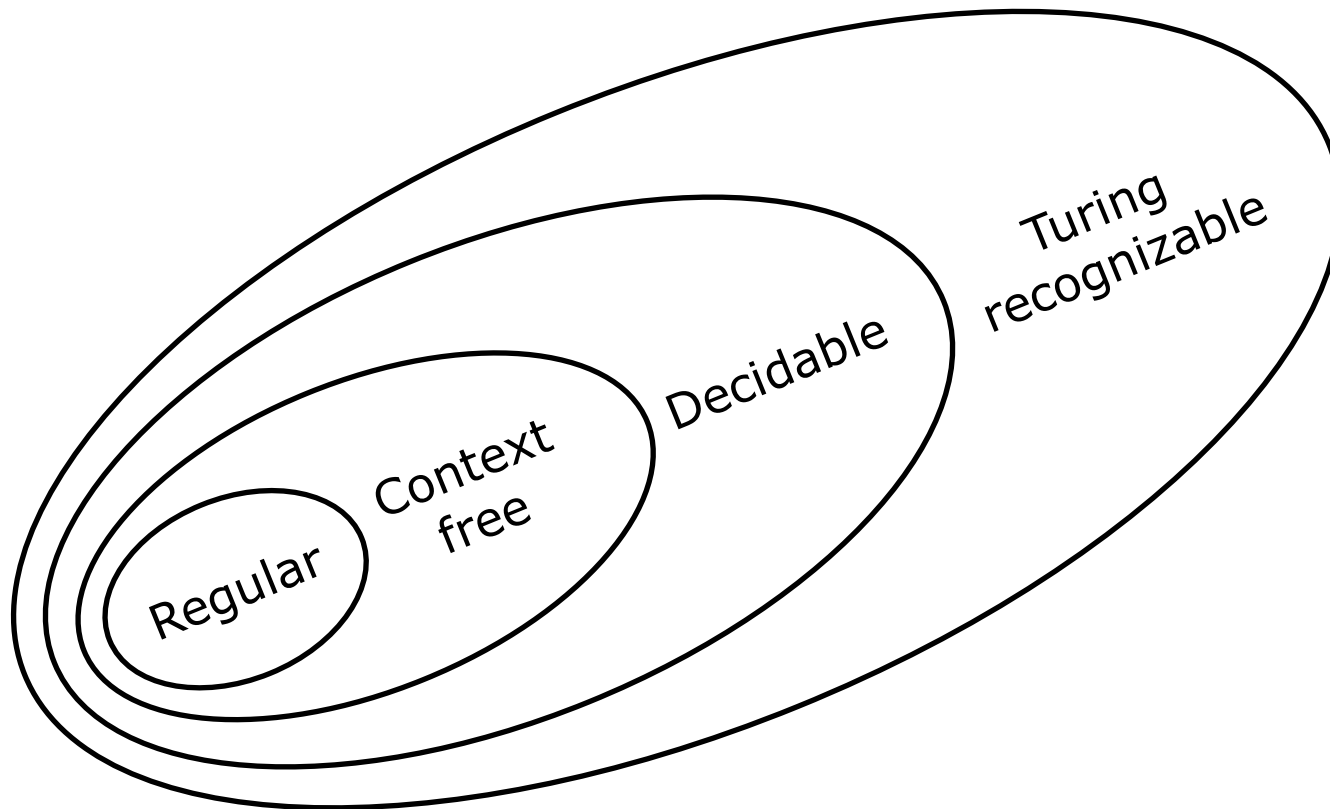 Turing
recognizable
Decidable
Context
free
Regular